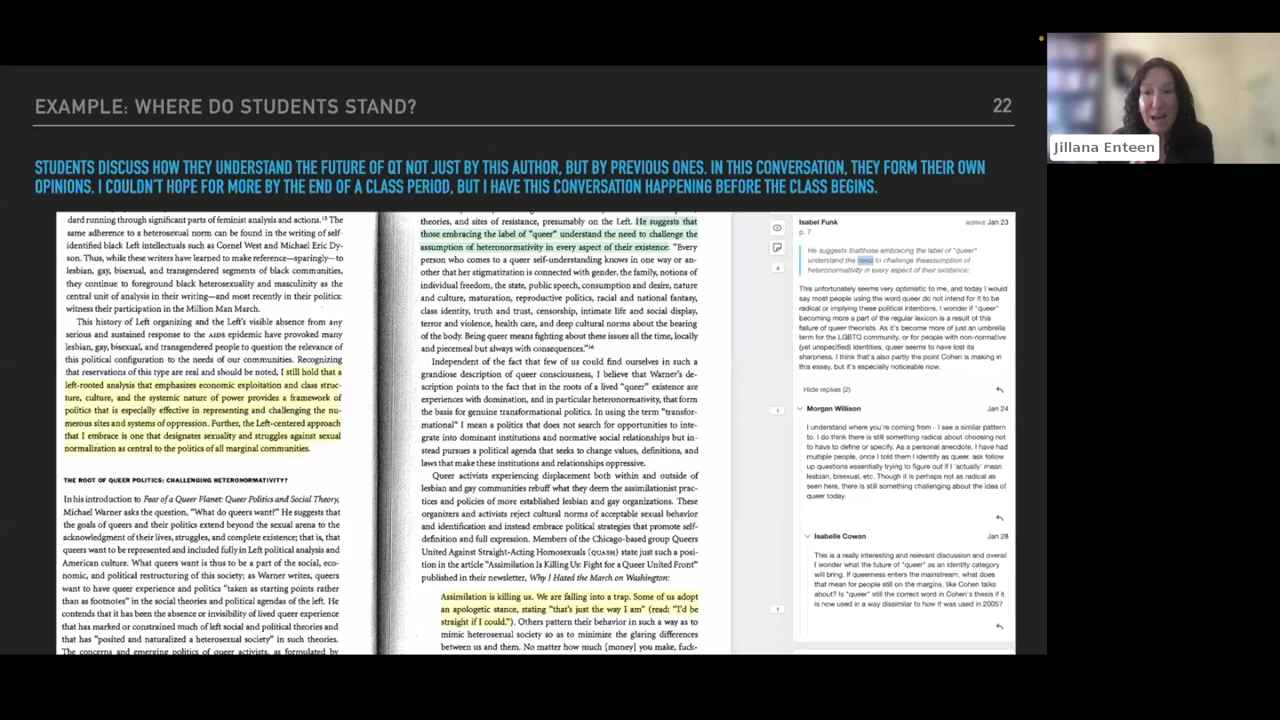 EXAMPLE: WHERE DO STUDENTS STAND?
22
STUDENTS DISCUSS HOW THEY UNDERSTAND THE FUTURE OF QT NOT JUST BY THIS AUTHOR, BUT BY PREVIOUS ONES. IN THIS CONVERSATION, THEY FORM THEIR OWN
OPINIONS. I COULDN'T HOPE FOR MORE BY THE END OF A CLASS PERIOD, BUT I HAVE THIS CONVERSATION HAPPENING BEFORE THE CLASS BEGINS.
dard running through significant parts of feminist analysis and actions.¹³ The
same adherence to a heterosexual norm can be found in the writing of self-
identified black Left intellectuals such as Cornel West and Michael Eric Dy-
son. Thus, while these writers have learned to make reference—sparingly—to
lesbian, gay, bisexual, and transgendered segments of black communities,
they continue to foreground black heterosexuality and masculinity as the
central unit of analysis in their writing—and most recently in their politics:
witness their participation in the Million Man March.
This history of Left organizing and the Left's visible absence from any
serious and sustained response to the AIDS epidemic have provoked many
lesbian, gay, bisexual, and transgendered people to question the relevance of
this political configuration to the needs of our communities. Recognizing
that reservations of this type are real and should be noted, I still hold that a
left-rooted analysis that emphasizes economic exploitation and class struc-
ture, culture, and the systemic nature of power provides a framework of
politics that is especially effective in representing and challenging the nu-
merous sites and systems of oppression. Further, the Left-centered approach
that I embrace is one that designates sexuality and struggles against sexual
normalization as central to the politics of all marginal communities.
THE ROOT OF QUEER POLITICS: CHALLENGING HETERONORMATIVITY?
In his introduction to Fear of a Queer Planet: Queer Politics and Social Theory,
Michael Warner asks the question, "What do queers want?" He suggests that
the goals of queers and their politics extend beyond the sexual arena to the
acknowledgment of their lives, struggles, and complete existence; that is, that
queers want to be represented and included fully in Left political analysis and
American culture. What queers want is thus to be a part of the social, eco-
nomic, and political restructuring of this society; as Warner writes, queers
want to have queer experience and politics "taken as starting points rather
than as footnotes" in the social theories and political agendas of the left. He
contends that it has been the absence or invisibility of lived queer experience
that has marked or constrained much of left social and political theories and
that has "posited and naturalized a heterosexual society" in such theories.
The concerns and emerging politics of queer activists, as formulated by
theories, and sites of resistance, presumably on the Left. He suggests that
those embracing the label of "queer" understand the need to challenge the
assumption of heteronormativity in every aspect of their existence: "Every
person who comes to a queer self-understanding knows in one way or an-
other that her stigmatization is connected with gender, the family, notions of
individual freedom, the state, public speech, consumption and desire, nature
and culture, maturation, reproductive politics, racial and national fantasy,
class identity, truth and trust, censorship, intimate life and social display,
terror and violence, health care, and deep cultural norms about the bearing
of the body. Being queer means fighting about these issues all the time, locally
and piecemeal but always with consequences."¹⁴
Independent of the fact that few of us could find ourselves in such a
grandiose description of queer consciousness, I believe that Warner's de-
scription points to the fact that in the roots of a lived "queer" existence are
experiences with domination, and in particular heteronormativity, that form
the basis for genuine transformational politics. In using the term "transfor-
mational" I mean a politics that does not search for opportunities to inte-
grate into dominant institutions and normative social relationships but in-
stead pursues a political agenda that seeks to change values, definitions, and
laws that make these institutions and relationships oppressive.
Queer activists experiencing displacement both within and outside of
lesbian and gay communities rebuff what they deem the assimilationist prac-
tices and policies of more established lesbian and gay organizations. These
organizers and activists reject cultural norms of acceptable sexual behavior
and identification and instead embrace political strategies that promote self-
definition and full expression. Members of the Chicago-based group Queers
United Against Straight-Acting Homosexuals (QUASH) state just such a posi-
tion in the article "Assimilation Is Killing Us: Fight for a Queer United Front"
published in their newsletter, Why I Hated the March on Washington:
Assimilation is killing us. We are falling into a trap. Some of us adopt
an apologetic stance, stating "that's just the way I am" (read: "I'd be
straight if I could."). Others pattern their behavior in such a way as to
mimic heterosexual society so as to minimize the glaring differences
between us and them. No matter how much [money] you make, fuck-
Isabel Funk (edited) Jan 23
p. 7
He suggests thatthose embracing the label of "queer"
understand the need to challenge theassumption of
heteronormativity in every aspect of their existence:
This unfortunately seems very optimistic to me, and today I would
say most people using the word queer do not intend for it to be
radical or implying these political intentions. I wonder if "queer"
becoming more a part of the regular lexicon is a result of this
failure of queer theorists. As it's become more of just an umbrella
term for the LGBTQ community, or for people with non-normative
(yet unspecified) identities, queer seems to have lost its
sharpness. I think that's also partly the point Cohen is making in
this essay, but it's especially noticeable now.
Hide replies (2)
Morgan Willison Jan 24
I understand where you're coming from - I see a similar pattern
to. I do think there is still something radical about choosing not
to have to define or specify. As a personal anecdote, I have had
multiple people, once I told them I identify as queer, ask follow
up questions essentially trying to figure out if I 'actually' mean
lesbian, bisexual, etc. Though it is perhaps not as radical as
seen here, there is still something challenging about the idea of
queer today.
Isabelle Cowan Jan 28
This is a really interesting and relevant discussion and overall
I wonder what the future of "queer" as an identity category
will bring. If queerness enters the mainstream, what does
that mean for people still on the margins, like Cohen talks
about? Is "queer" still the correct word in Cohen's thesis if it
is now used in a way dissimilar to how it was used in 2005?
Jillana Enteen